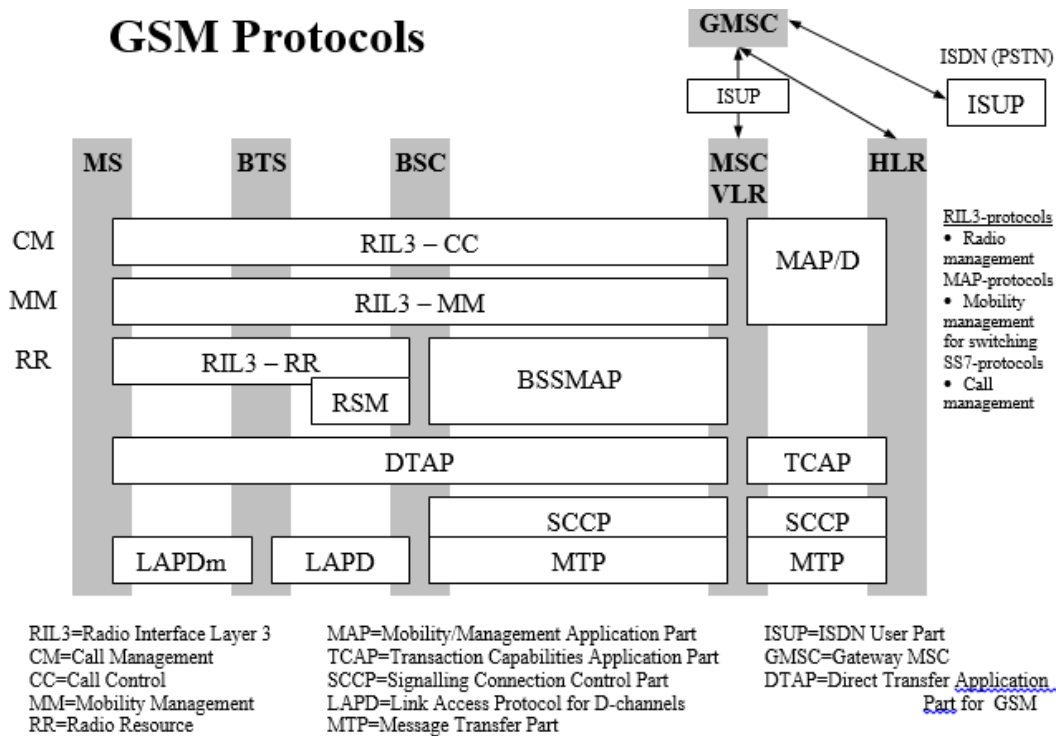 GSM Protocols
GMSC
ISDN (PSTN)
ISUP
ISUP
MS
BTS
BSC
MSC
VLR
HLR
CM
RIL3 – CC
MAP/D
MM
RIL3 – MM
RR
RIL3 – RR
RSM
BSSMAP
RIL3-protocols
• Radio
management
MAP-protocols
• Mobility
management
for switching
SS7-protocols
• Call
management
DTAP
TCAP
SCCP
SCCP
LAPDm
LAPD
MTP
MTP
RIL3=Radio Interface Layer 3
CM=Call Management
CC=Call Control
MM=Mobility Management
RR=Radio Resource
MAP=Mobility/Management Application Part
TCAP=Transaction Capabilities Application Part
SCCP=Signalling Connection Control Part
LAPD=Link Access Protocol for D-channels
MTP=Message Transfer Part
ISUP=ISDN User Part
GMSC=Gateway MSC
DTAP=Direct Transfer Application
Part for GSM